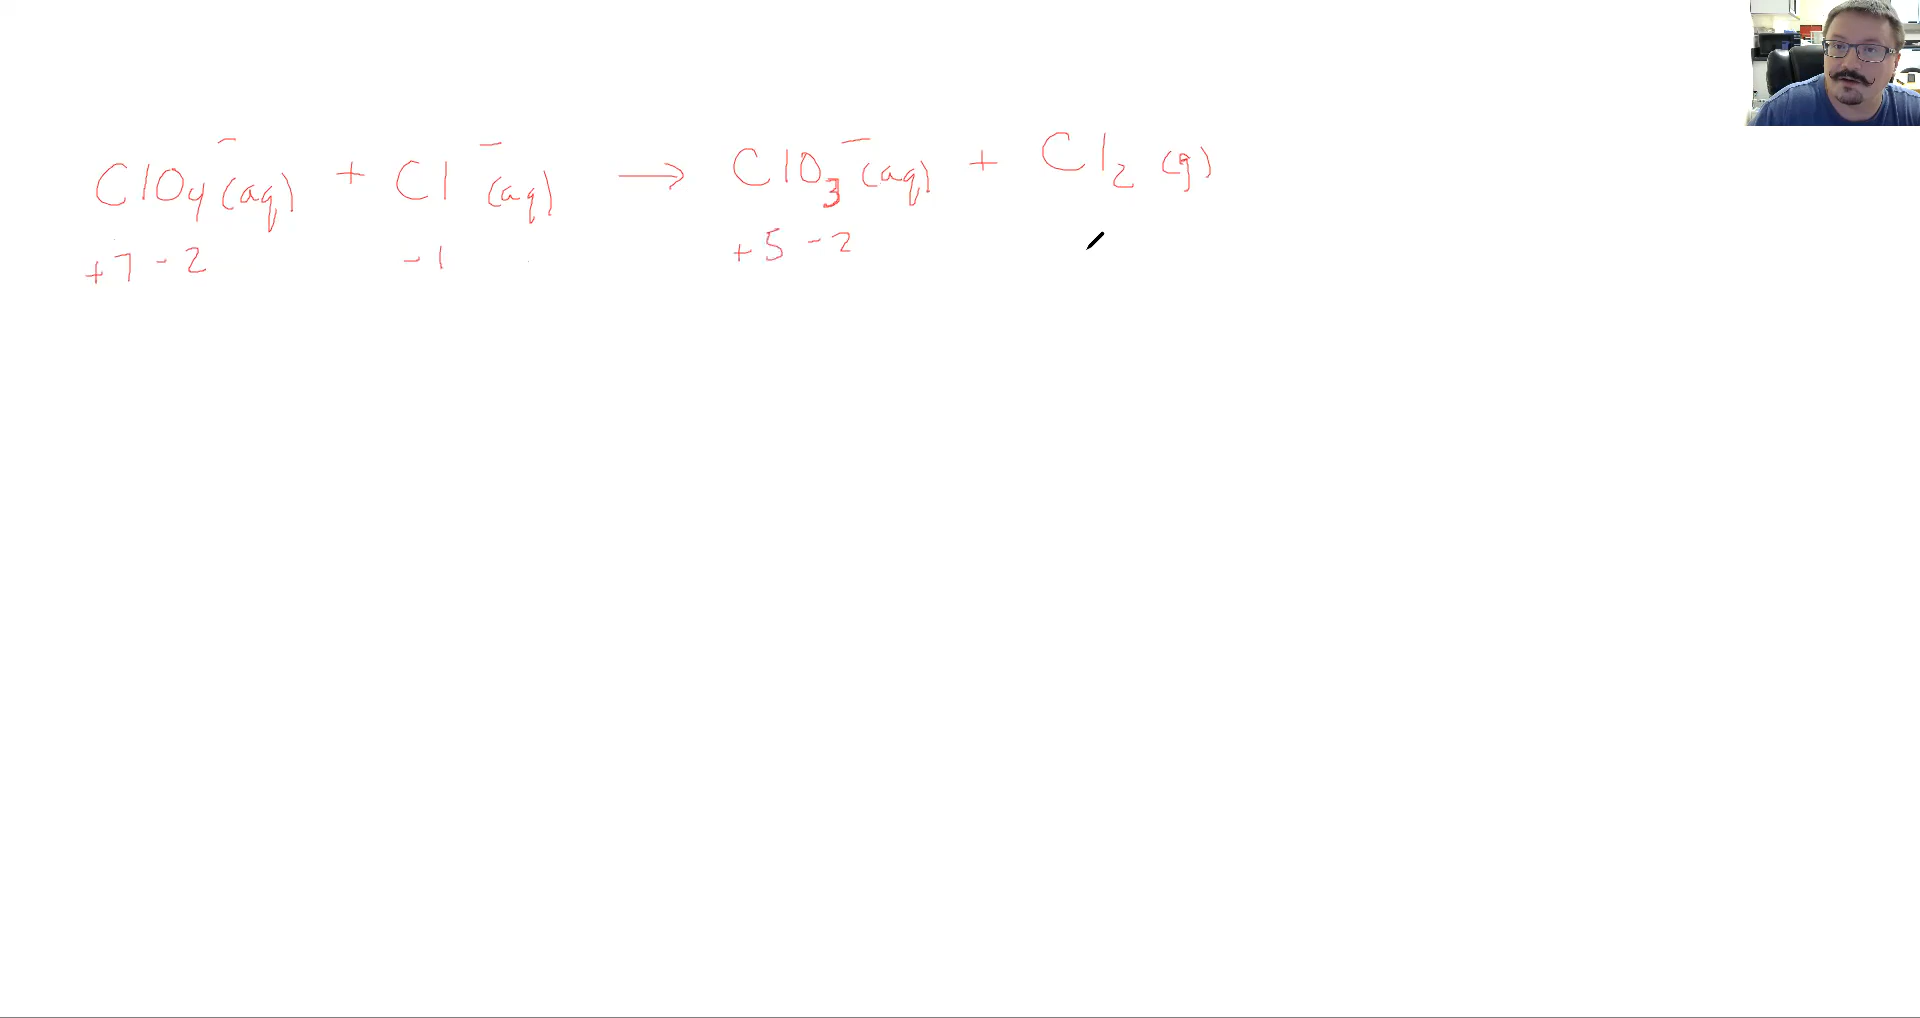 ClO₄⁻(aq) + Cl⁻(aq) → ClO₃⁻(aq) + Cl₂(g)
+7 -2 -1 +5 -2